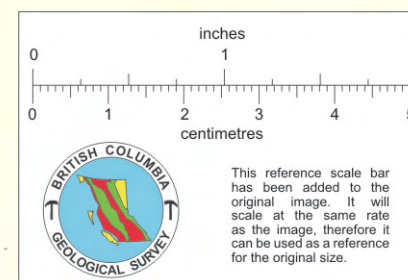 inches
0 1
0 1 2 3 4 5
centimetres
BRITISH COLUMBIA
GEOLOGICAL SURVEY
This reference scale bar
has been added to the
original image. It will
scale at the same rate
as the image, therefore it
can be used as a reference
for the original size.